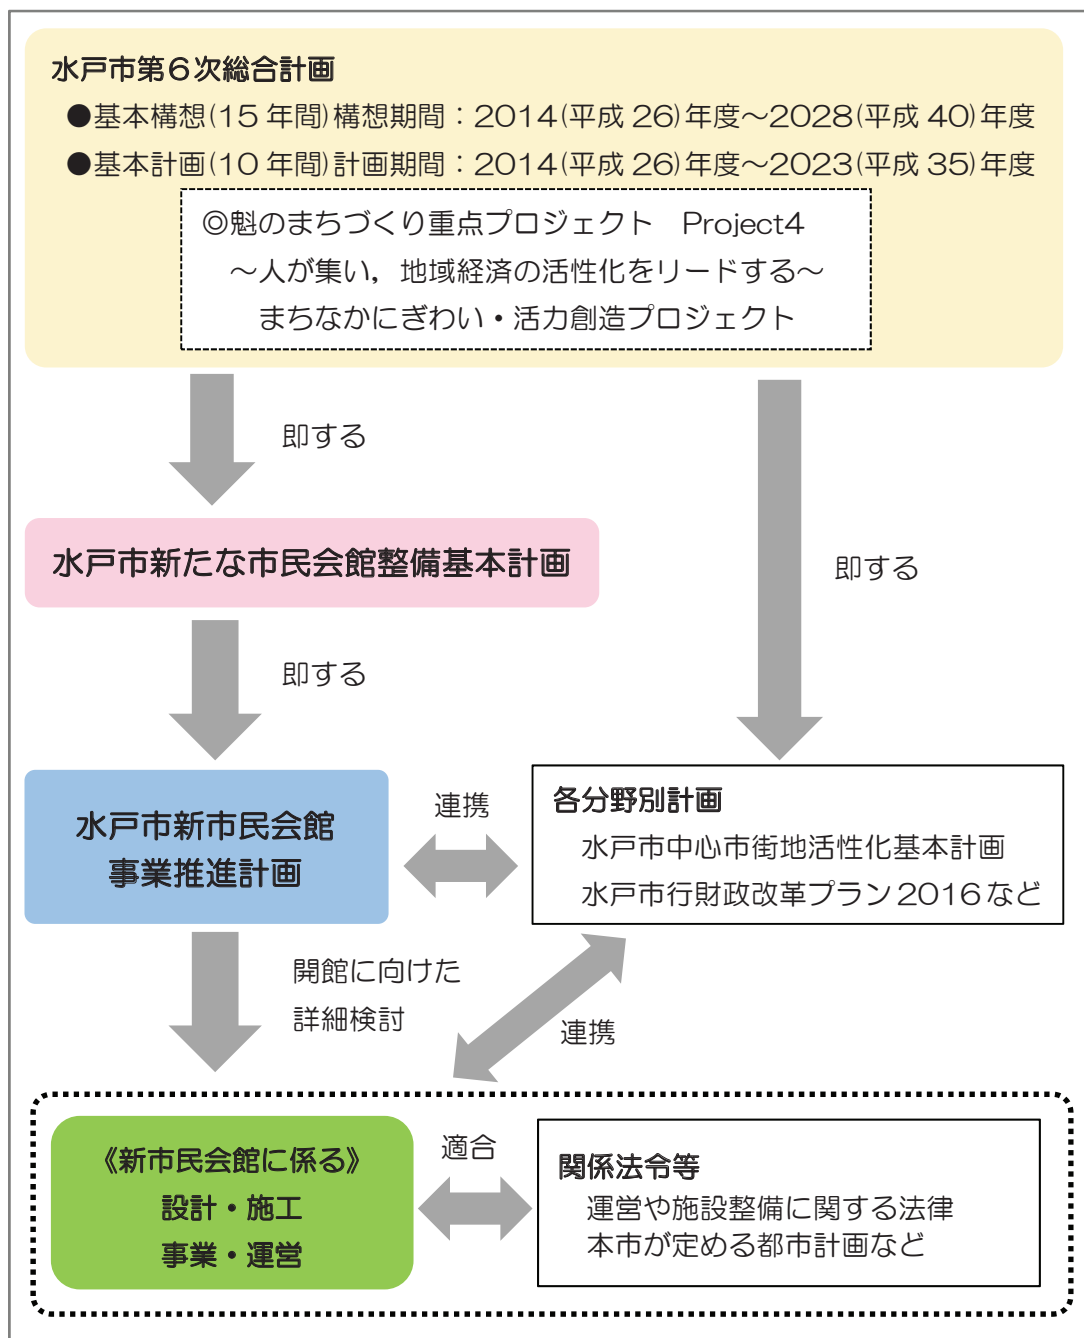 水戸市第６次総合計画
●基本構想(15 年間)構想期間：2014(平成 26)年度～2028(平成 40)年度
●基本計画(10 年間)計画期間：2014(平成 26)年度～2023(平成 35)年度
◎魁のまちづくり重点プロジェクト　Project4
～人が集い，地域経済の活性化をリードする～
まちなかにぎわい・活力創造プロジェクト
即する
水戸市新たな市民会館整備基本計画
即する
即する
水戸市新市民会館
事業推進計画
連携
各分野別計画
水戸市中心市街地活性化基本計画
水戸市行財政改革プラン 2016 など
開館に向けた
詳細検討
連携
《新市民会館に係る》
設計・施工
事業・運営
適合
関係法令等
運営や施設整備に関する法律
本市が定める都市計画など